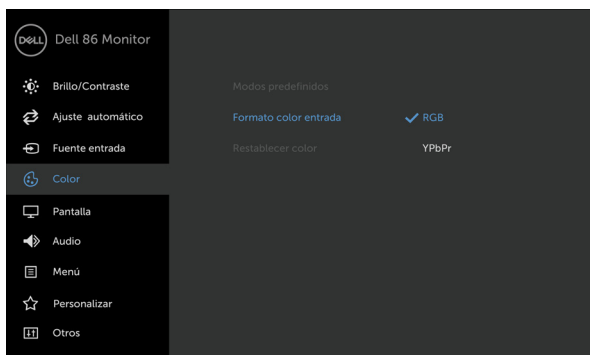 DELL Dell 86 Monitor
Brillo/Contraste
Modos predefinidos
Ajuste automático
Formato color entrada
RGB
Fuente entrada
Restablecer color
YPbPr
Color
Pantalla
Audio
Menú
Personalizar
Otros